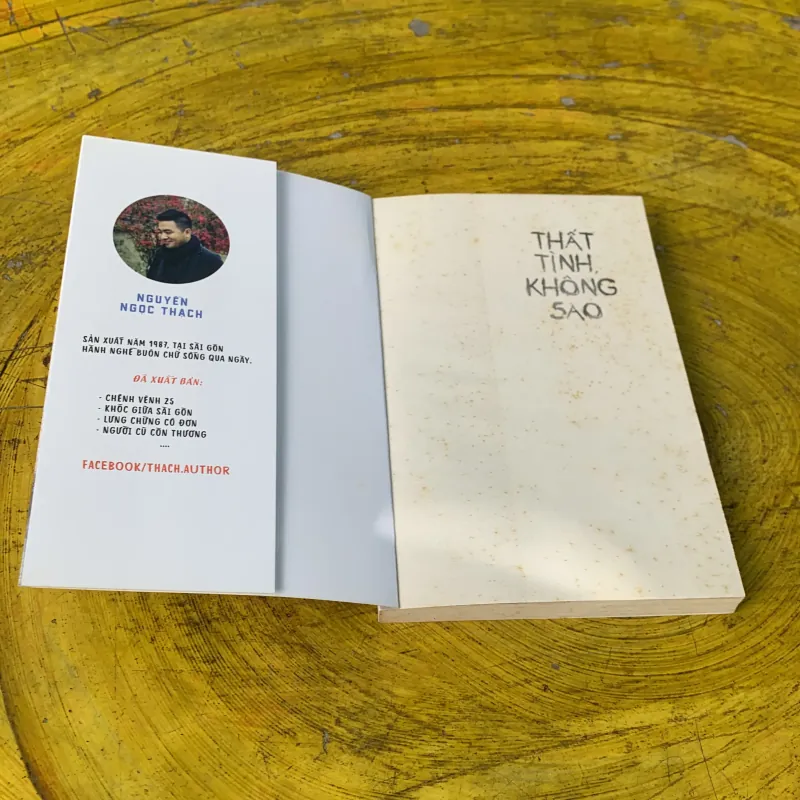 NGUYỄN
NGỌC THẠCH
SẢN XUẤT NĂM 1987, TẠI SÀI GÒN
HÀNH NGHỀ BUÔN CHỮ SỐNG QUA NGÀY.
ĐÃ XUẤT BẢN:
- CHÊNH VÊNH 25
- KHÓC GIỮA SÀI GÒN
- LƯNG CHỪNG CÔ ĐƠN
- NGƯỜI CŨ CÒN THƯƠNG
....
FACEBOOK/THACH.AUTHOR
THẤT
TÌNH,
KHÔNG
SAO